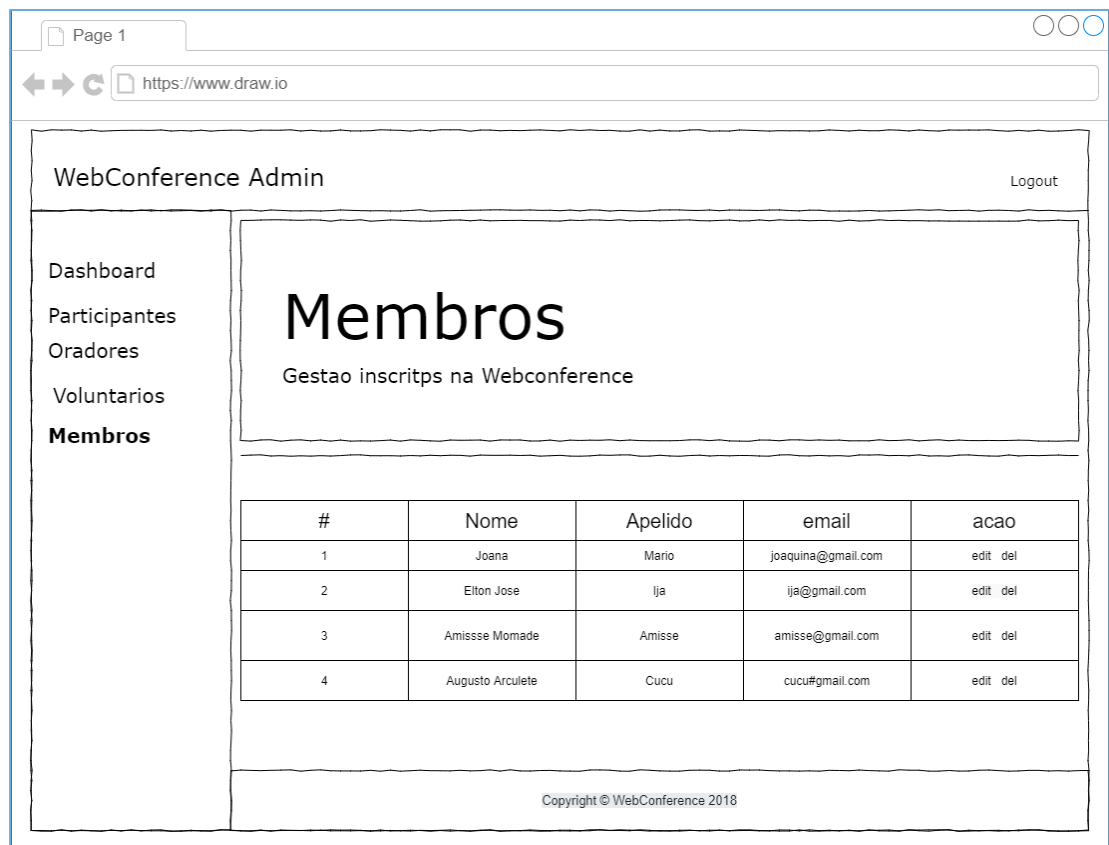 Page 1
https://www.draw.io
WebConference Admin
Logout
Dashboard
Participantes
Oradores
Voluntarios
Membros
Membros
Gestao inscritps na Webconference
# Nome Apelido email acao
1 Joana Mario joaquina@gmail.com edit del
2 Elton Jose Ija ija@gmail.com edit del
3 Amissse Momade Amisse amisse@gmail.com edit del
4 Augusto Arculete Cucu cucu#gmail.com edit del
Copyright © WebConference 2018